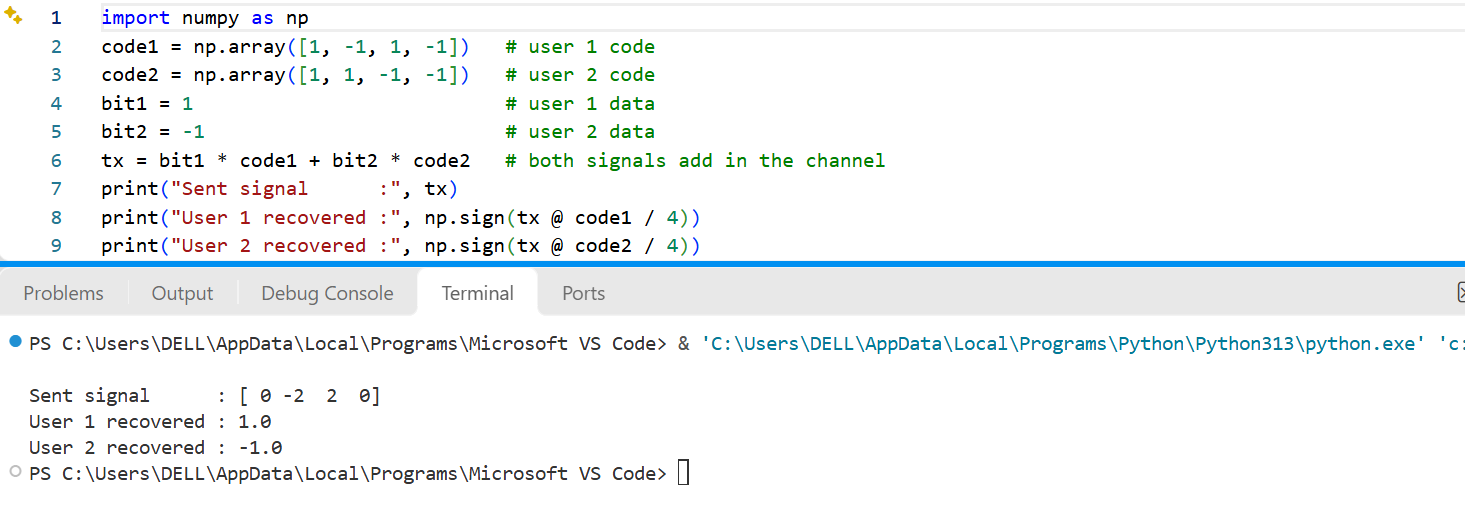 1 import numpy as np
2 code1 = np.array([1, -1, 1, -1])   # user 1 code
3 code2 = np.array([1, 1, -1, -1])   # user 2 code
4 bit1 = 1                           # user 1 data
5 bit2 = -1                          # user 2 data
6 tx = bit1 * code1 + bit2 * code2   # both signals add in the channel
7 print("Sent signal      :", tx)
8 print("User 1 recovered :", np.sign(tx @ code1 / 4))
9 print("User 2 recovered :", np.sign(tx @ code2 / 4))
Problems Output Debug Console Terminal Ports
PS C:\Users\DELL\AppData\Local\Programs\Microsoft VS Code> & 'C:\Users\DELL\AppData\Local\Programs\Python\Python313\python.exe' 'c:
Sent signal      : [ 0 -2  2  0]
User 1 recovered : 1.0
User 2 recovered : -1.0
PS C:\Users\DELL\AppData\Local\Programs\Microsoft VS Code>